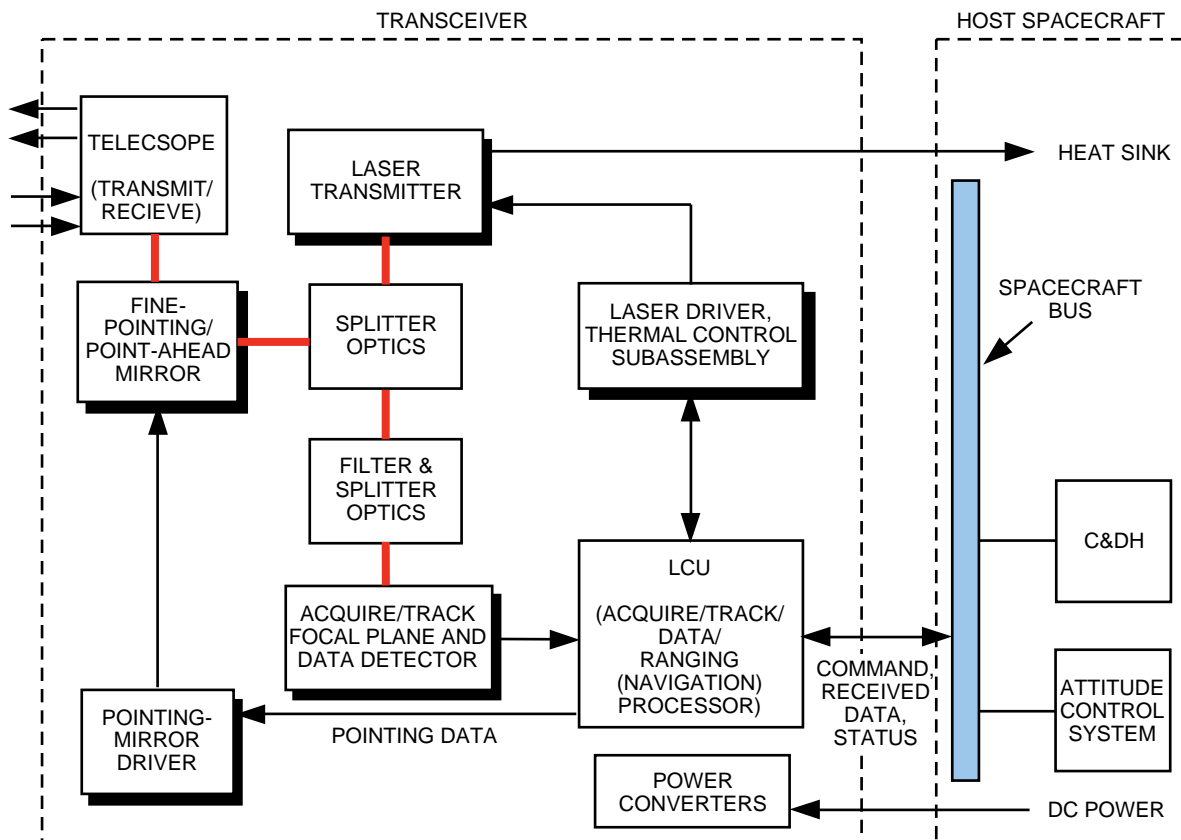 TRANSCEIVER
HOST SPACECRAFT
TELECSOPE
(TRANSMIT/
RECIEVE)
LASER
TRANSMITTER
HEAT SINK
FINE-
POINTING/
POINT-AHEAD
MIRROR
SPLITTER
OPTICS
LASER DRIVER,
THERMAL CONTROL
SUBASSEMBLY
SPACECRAFT
BUS
FILTER &
SPLITTER
OPTICS
C&DH
ACQUIRE/TRACK
FOCAL PLANE AND
DATA DETECTOR
LCU
(ACQUIRE/TRACK/
DATA/
RANGING
(NAVIGATION)
PROCESSOR)
COMMAND,
RECEIVED
DATA,
STATUS
ATTITUDE
CONTROL
SYSTEM
POINTING-
MIRROR
DRIVER
POINTING DATA
POWER
CONVERTERS
DC POWER